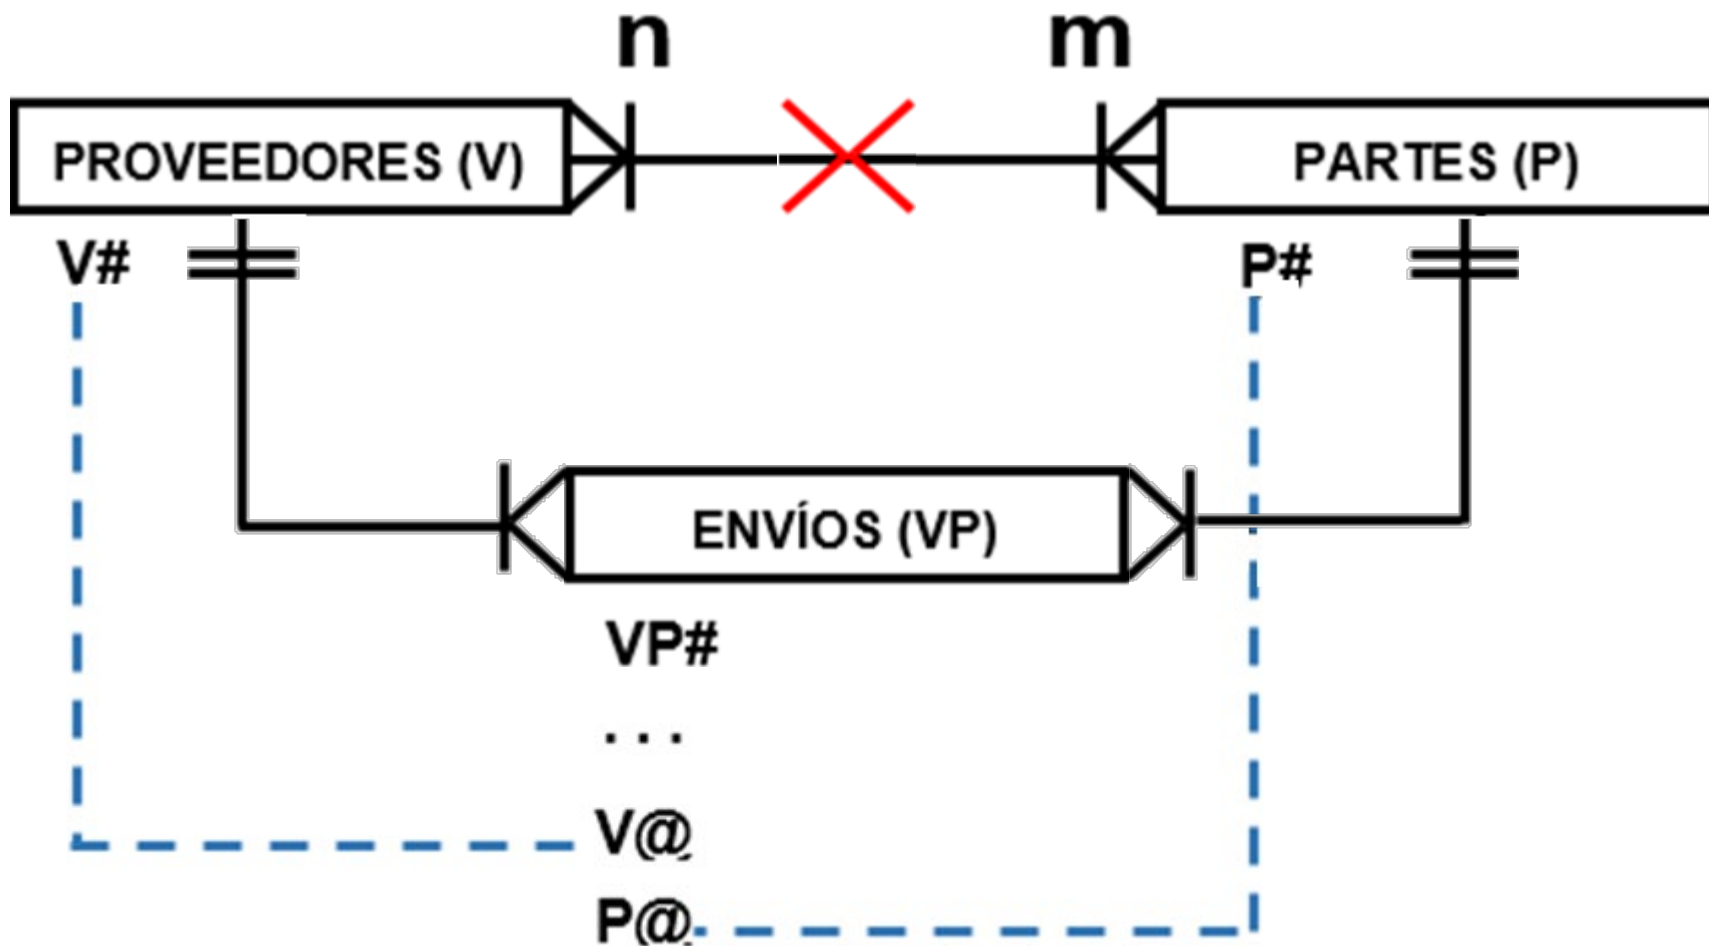 n
m
PROVEEDORES (V)
PARTES (P)
V#
P#
ENVÍOS (VP)
VP#
...
V@
P@